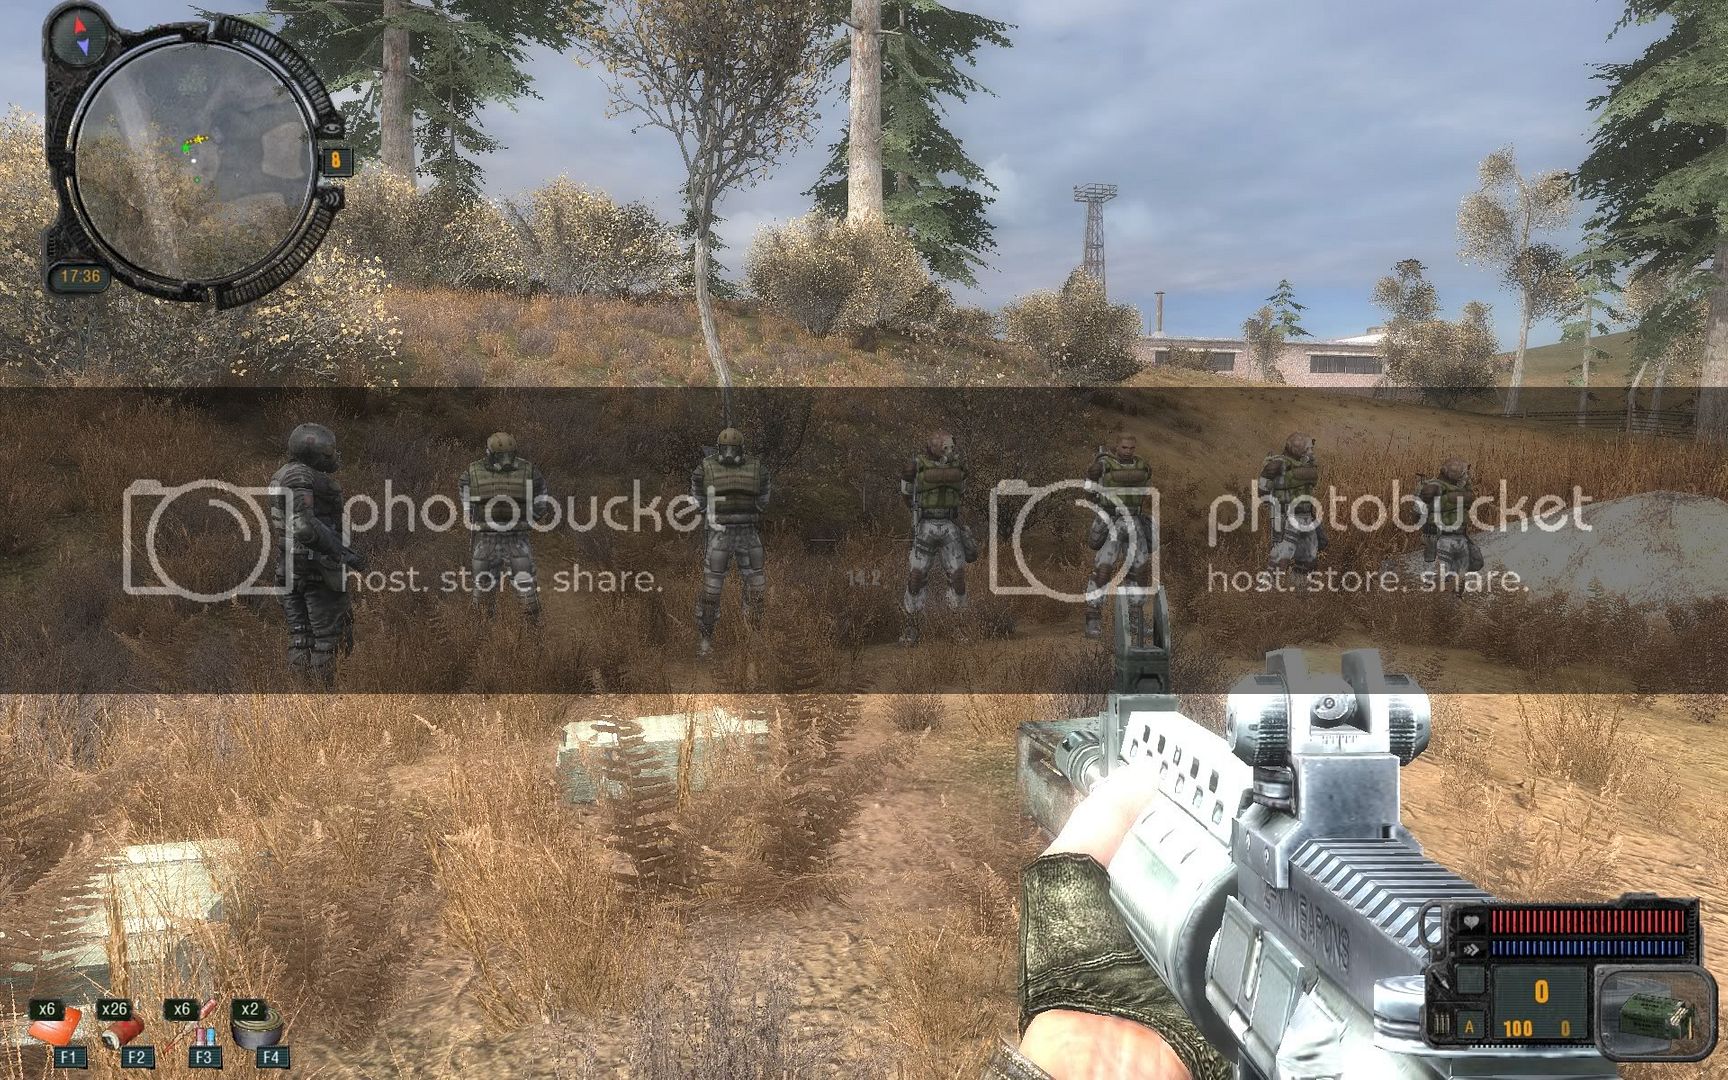 8
17:36
photobucket
host. store. share.
photobucket
host. store. share.
14.2
WEAPONS
0
A
100 0
x6 x26 x6 x2
F1 F2 F3 F4